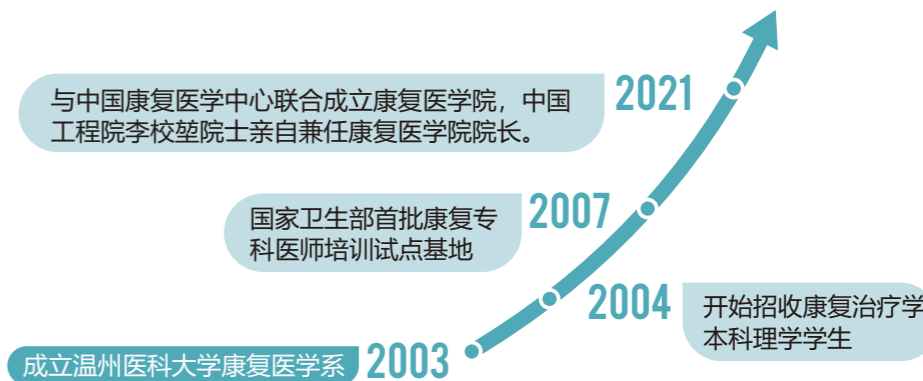 与中国康复医学中心联合成立康复医学院，中国
工程院李校堃院士亲自兼任康复医学院院长。
2021
国家卫生部首批康复专
科医师培训试点基地
2007
2004
开始招收康复治疗学
本科理学学生
成立温州医科大学康复医学系
2003